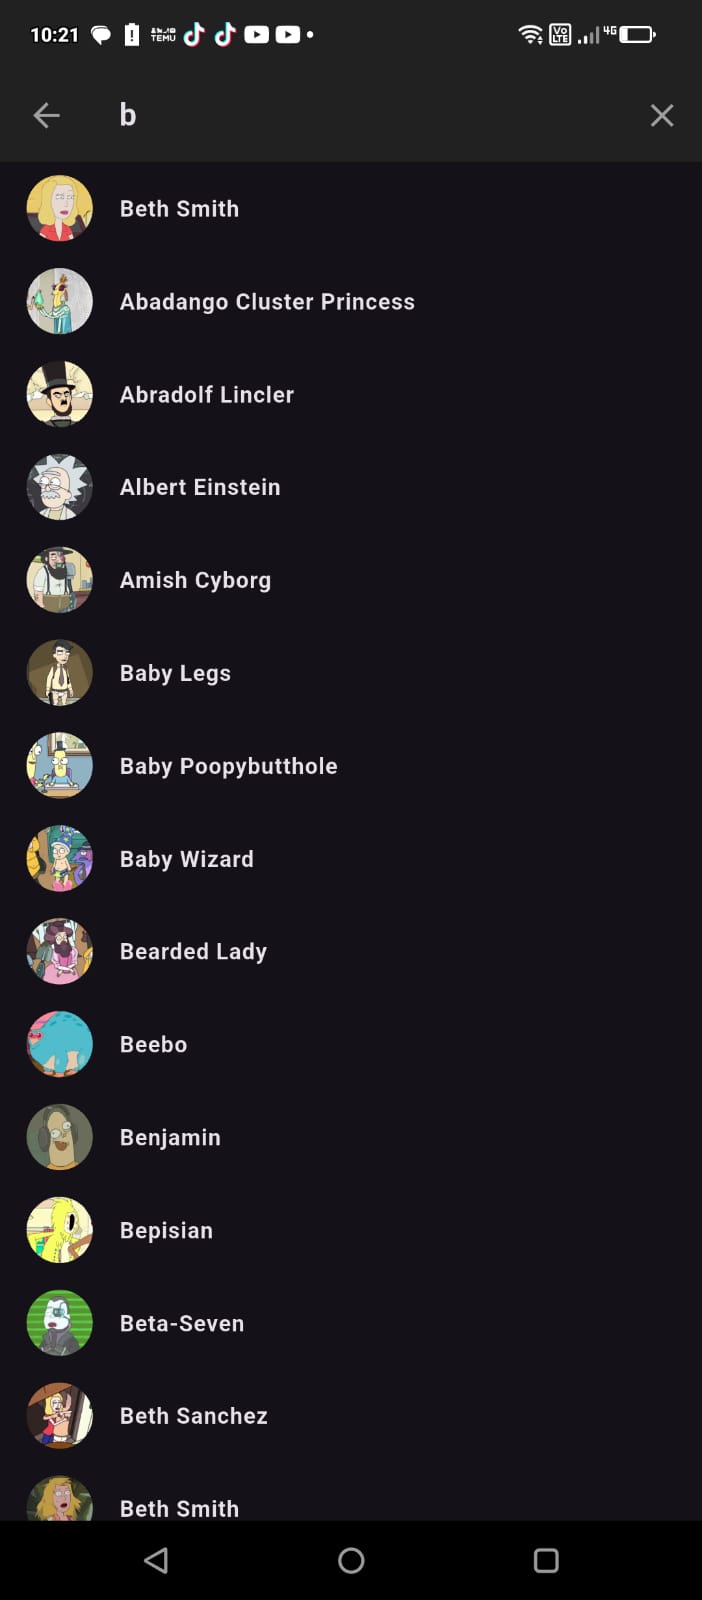 10:21
TEMU
Vo
LTE
4G
b
Beth Smith
Abadango Cluster Princess
Abradolf Lincler
Albert Einstein
Amish Cyborg
Baby Legs
Baby Poopybutthole
Baby Wizard
Bearded Lady
Beebo
Benjamin
Bepisian
Beta-Seven
Beth Sanchez
Beth Smith